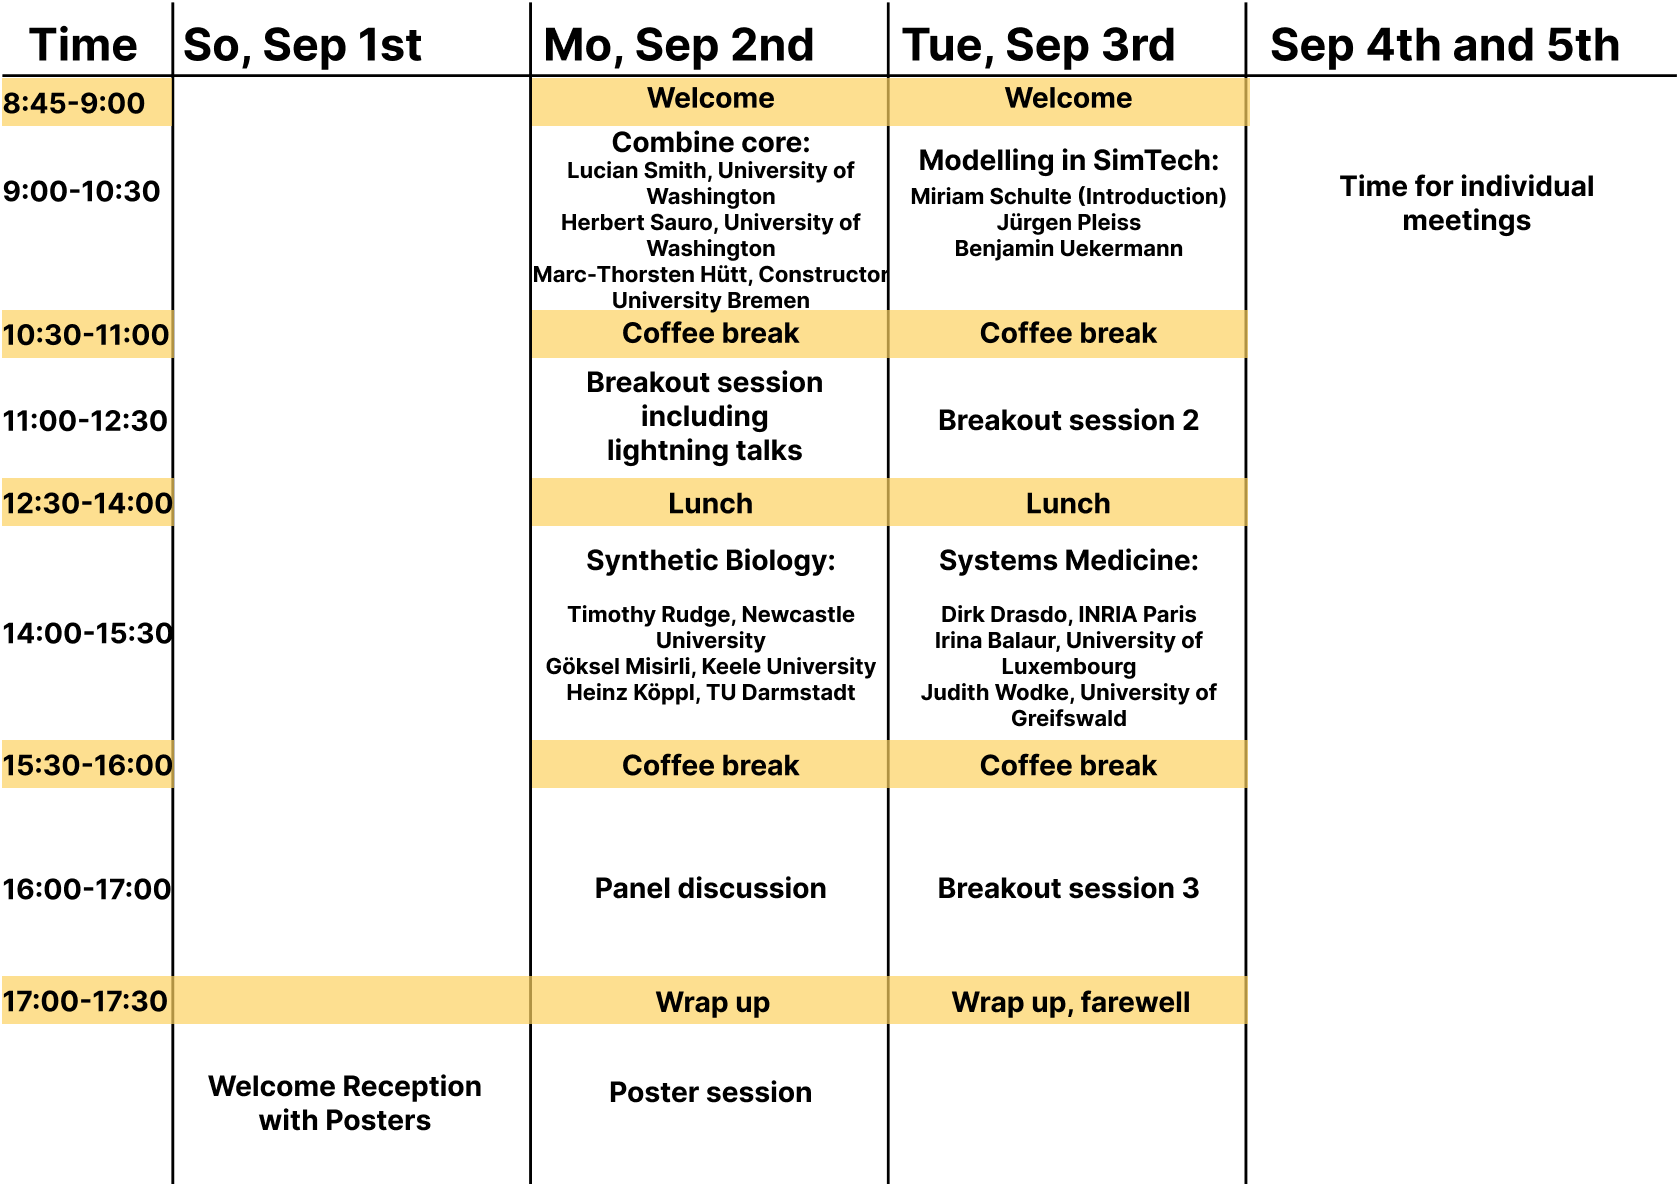 Time
So, Sep 1st
Mo, Sep 2nd
Tue, Sep 3rd
Sep 4th and 5th
8:45-9:00
Welcome
Welcome
9:00-10:30
Combine core:
Lucian Smith, University of
Washington
Herbert Sauro, University of
Washington
Marc-Thorsten Hütt, Constructor
University Bremen
Modelling in SimTech:
Miriam Schulte (Introduction)
Jürgen Pleiss
Benjamin Uekermann
Time for individual
meetings
10:30-11:00
Coffee break
Coffee break
11:00-12:30
Breakout session
including
lightning talks
Breakout session 2
12:30-14:00
Lunch
Lunch
14:00-15:30
Synthetic Biology:
Timothy Rudge, Newcastle
University
Göksel Misirli, Keele University
Heinz Köppl, TU Darmstadt
Systems Medicine:
Dirk Drasdo, INRIA Paris
Irina Balaur, University of
Luxembourg
Judith Wodke, University of
Greifswald
15:30-16:00
Coffee break
Coffee break
16:00-17:00
Panel discussion
Breakout session 3
17:00-17:30
Wrap up
Wrap up, farewell
Welcome Reception
with Posters
Poster session